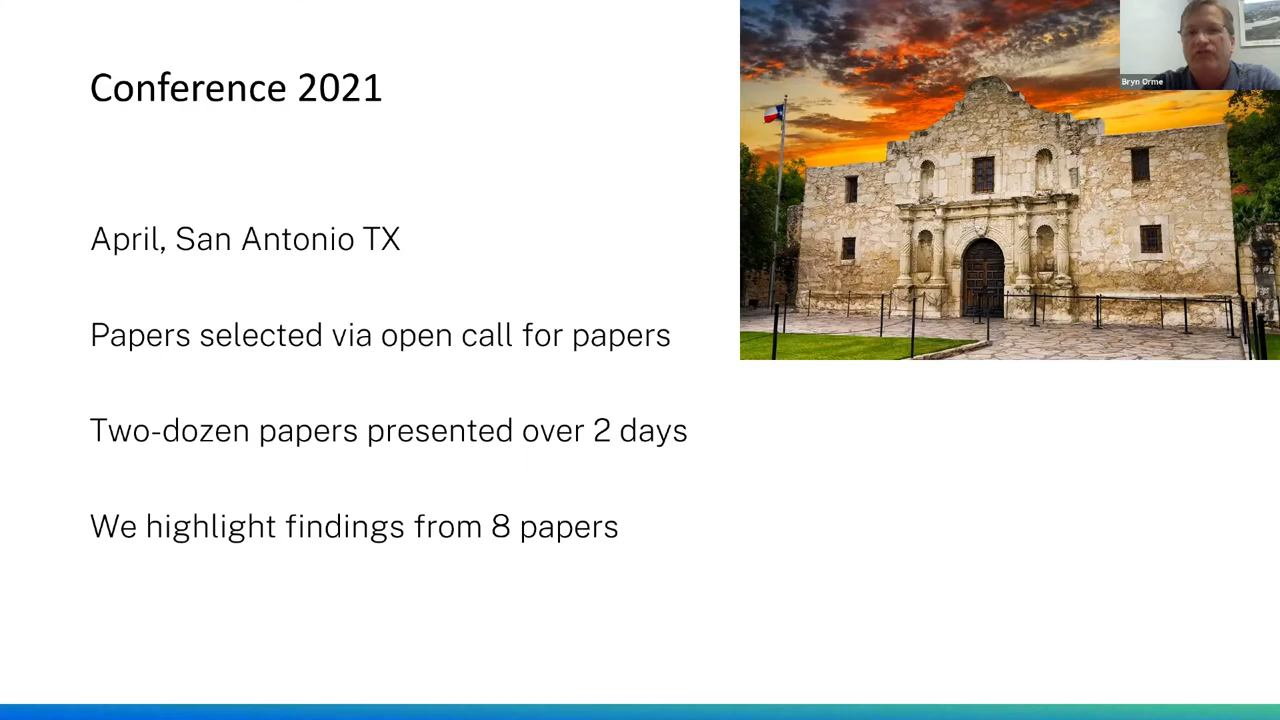 Conference 2021
Bryn Orme
April, San Antonio TX
Papers selected via open call for papers
Two-dozen papers presented over 2 days
We highlight findings from 8 papers